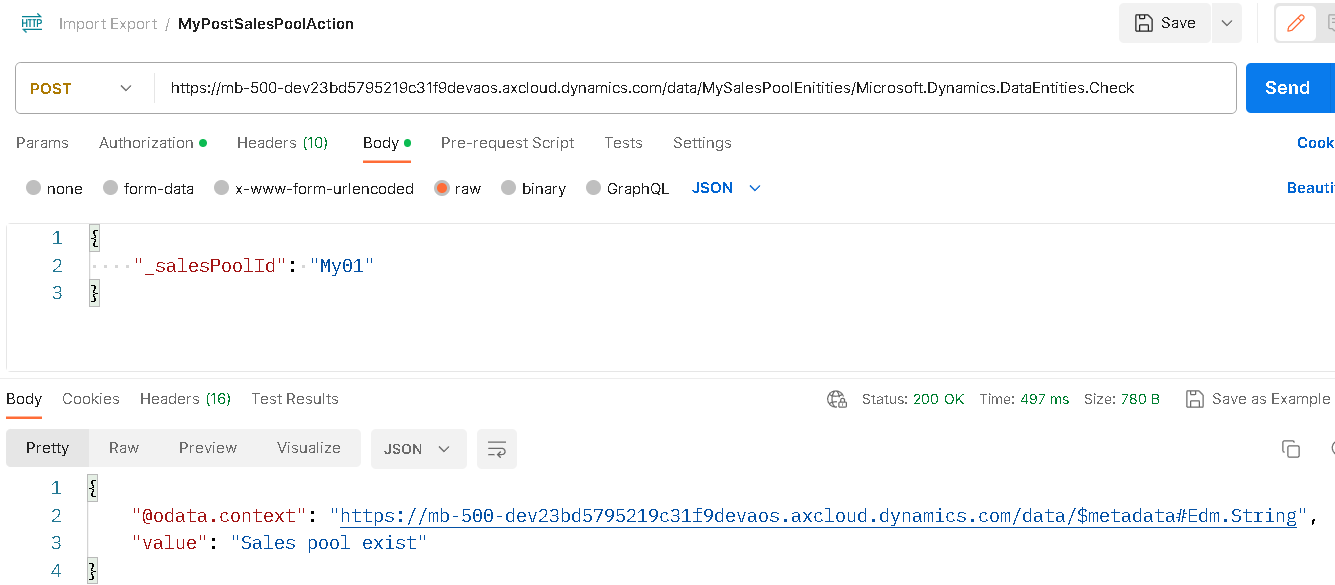 HTTP Import Export / MyPostSalesPoolAction Save
POST https://mb-500-dev23bd5795219c31f9devaos.axcloud.dynamics.com/data/MySalesPoolEnitities/Microsoft.Dynamics.DataEntities.Check Send
Params Authorization Headers (10) Body Pre-request Script Tests Settings Cook
none form-data x-www-form-urlencoded raw binary GraphQL JSON Beauti
1 {
2 "_salesPoolId": "My01"
3 }
Body Cookies Headers (16) Test Results Status: 200 OK Time: 497 ms Size: 780 B Save as Example
Pretty Raw Preview Visualize JSON
1 {
2 "@odata.context": "https://mb-500-dev23bd5795219c31f9devaos.axcloud.dynamics.com/data/$metadata#Edm.String",
3 "value": "Sales pool exist"
4 }